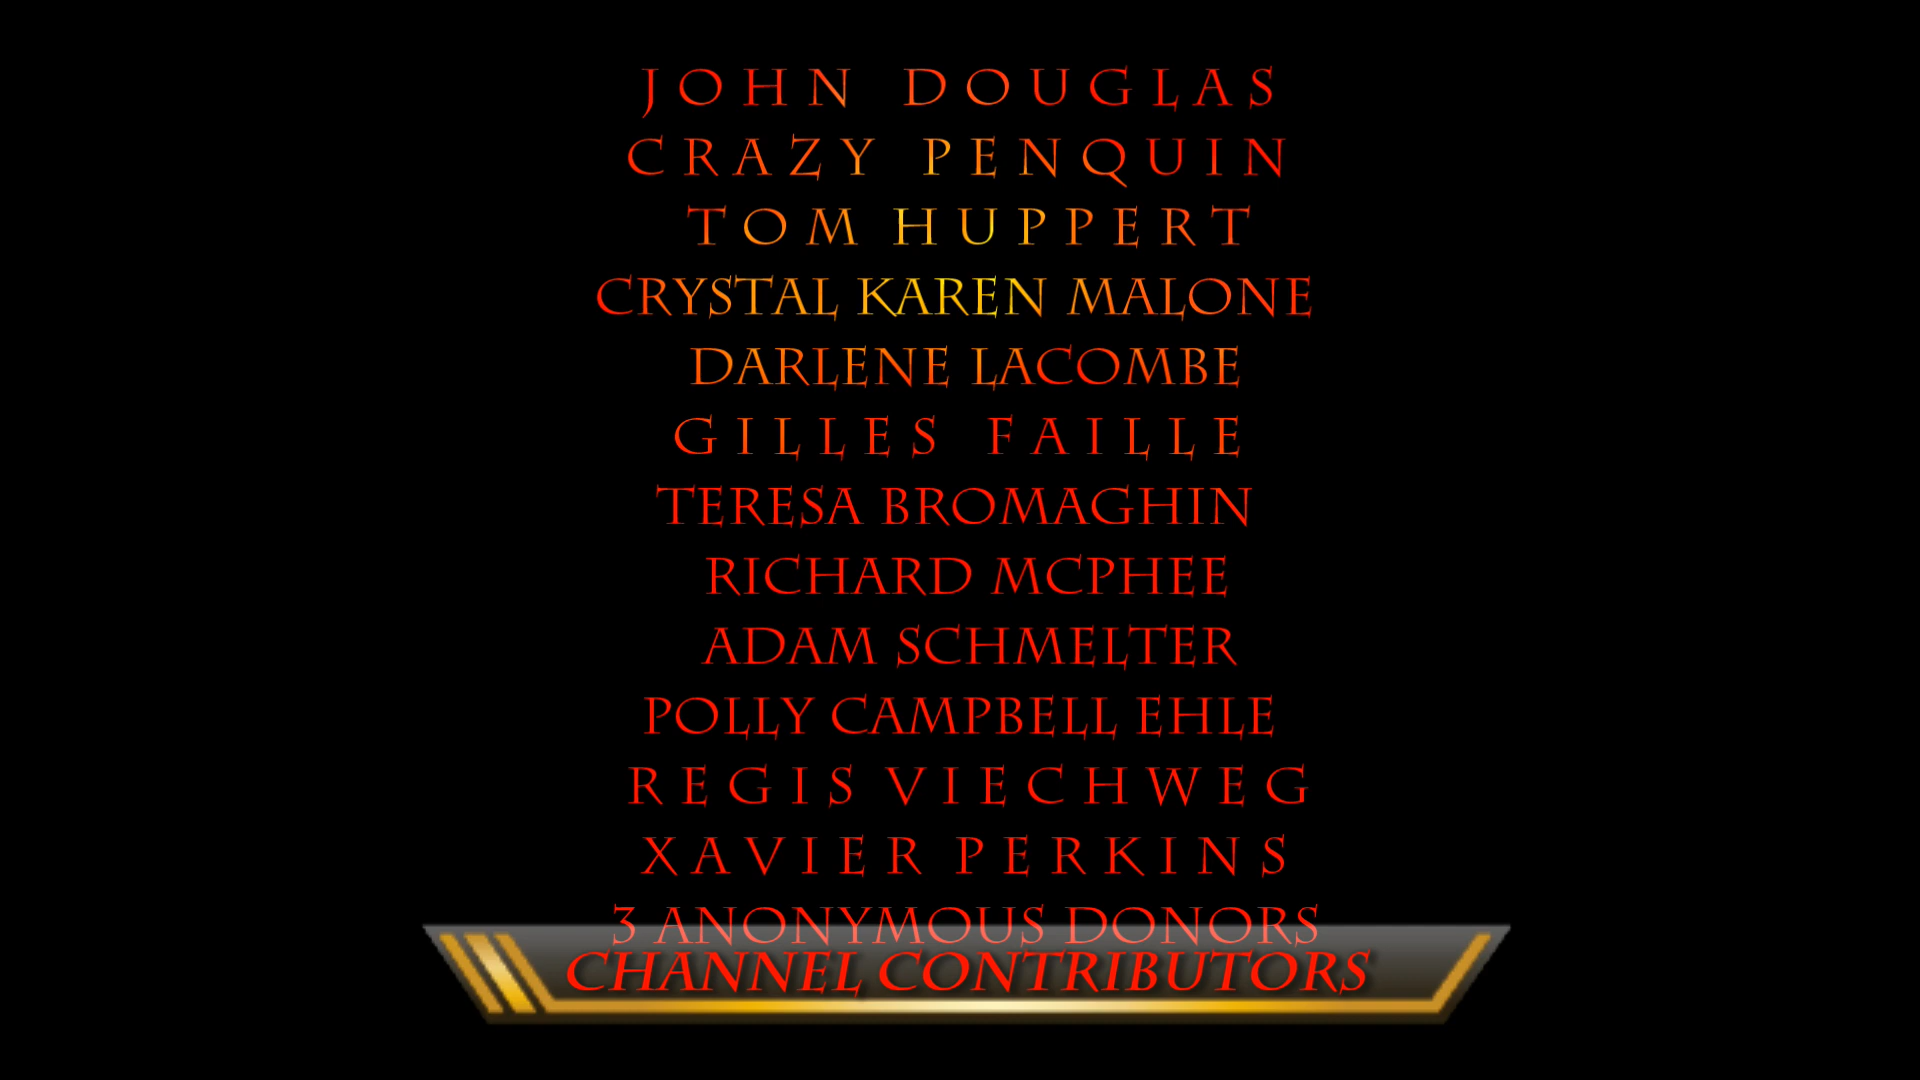 JOHN DOUGLAS
CRAZY PENQUIN
TOM HUPPERT
CRYSTAL KAREN MALONE
DARLENE LACOMBE
GILLES FAILLE
TERESA BROMAGHIN
RICHARD MCPHEE
ADAM SCHMELTER
POLLY CAMPBELL EHLE
REGIS VIECHWEG
XAVIER PERKINS
3 ANONYMOUS DONORS
CHANNEL CONTRIBUTORS